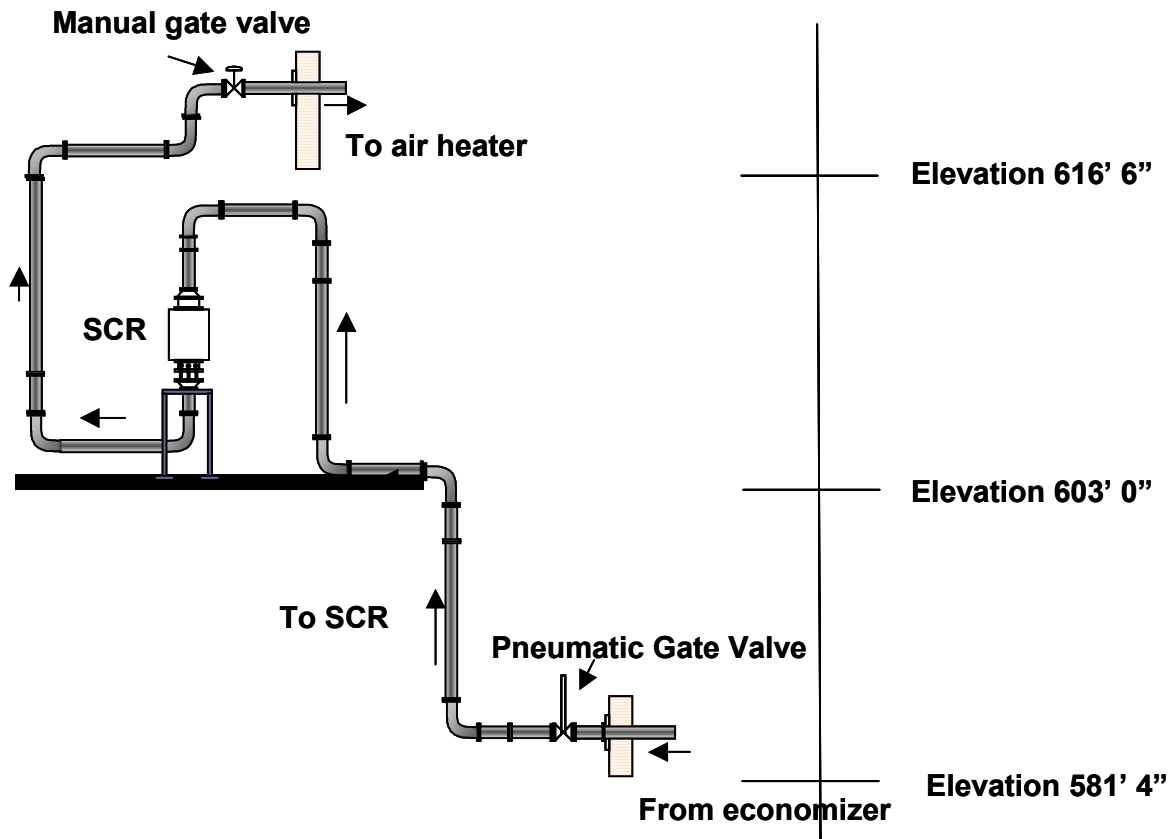 Manual gate valve
To air heater
Elevation 616’ 6”
SCR
Elevation 603’ 0”
To SCR
Pneumatic Gate Valve
From economizer
Elevation 581’ 4”